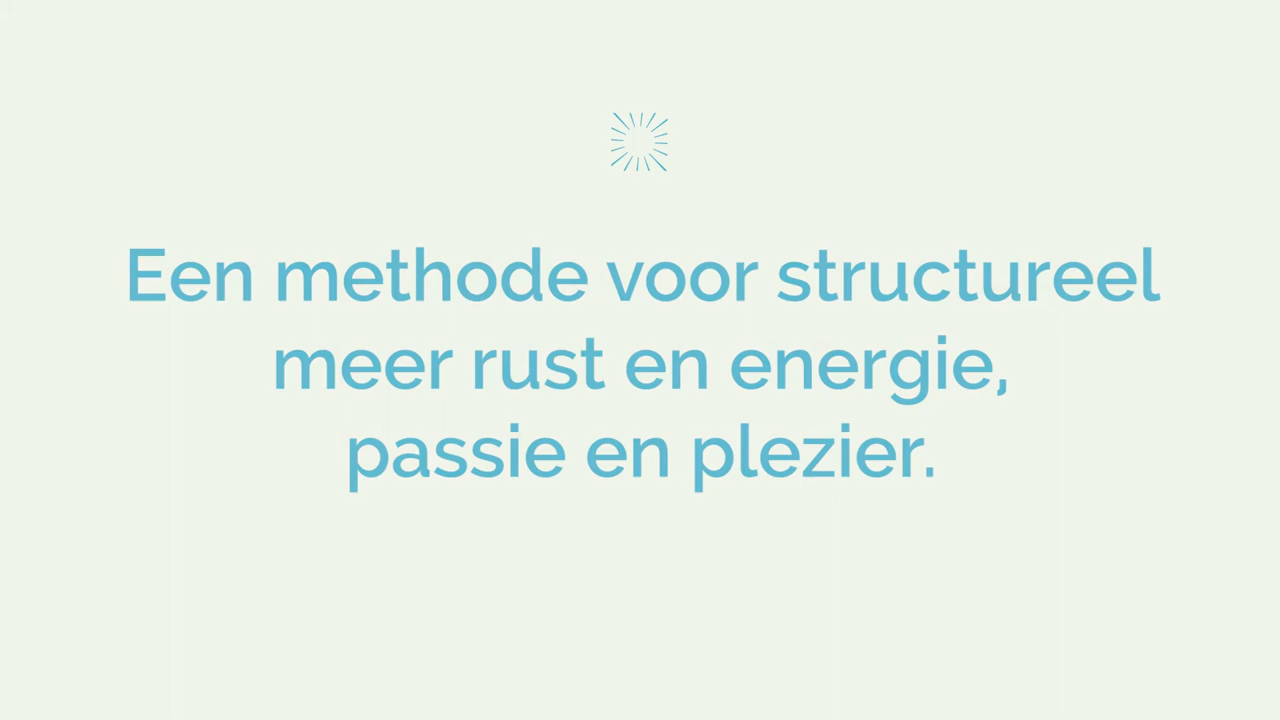 Een methode voor structureel
meer rust en energie,
passie en plezier.